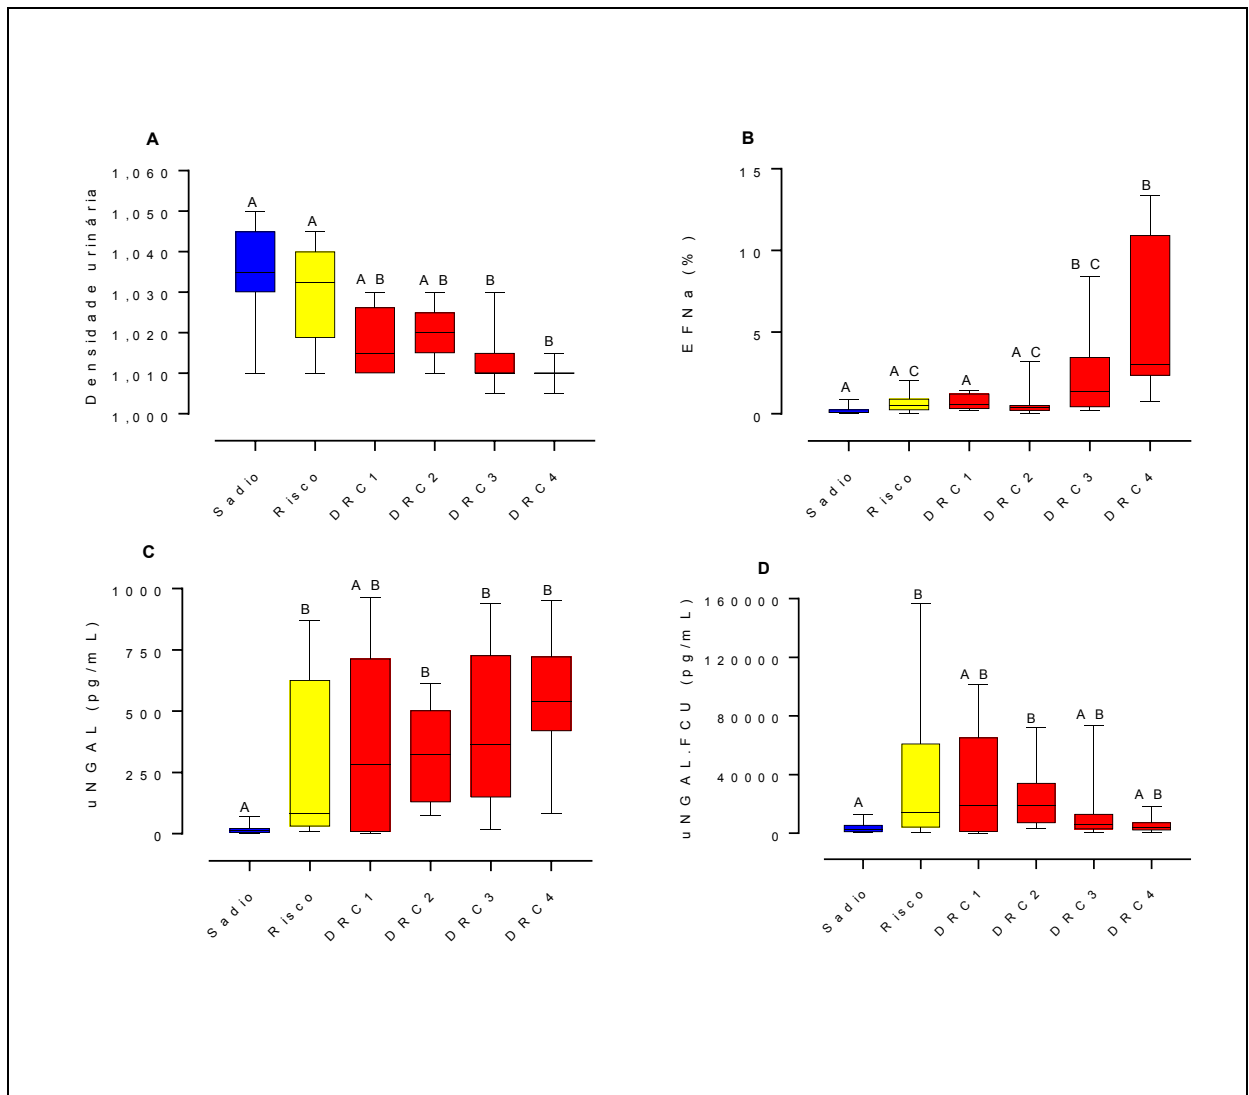 A
Densidade urinária
1,060
1,050
1,040
1,030
1,020
1,010
1,000
A
A
A B
A B
B
B
Sadio
Risco
DRC1
DRC2
DRC3
DRC4
B
EFNa (%)
15
10
5
0
A
A C
A
A C
B C
B
Sadio
Risco
DRC1
DRC2
DRC3
DRC4
C
uNGAL (pg/mL)
1000
750
500
250
0
A
B
A B
B
B
B
Sadio
Risco
DRC1
DRC2
DRC3
DRC4
D
uNGAL.FCU (pg/mL)
160000
120000
80000
40000
0
A
B
A B
B
A B
A B
Sadio
Risco
DRC1
DRC2
DRC3
DRC4